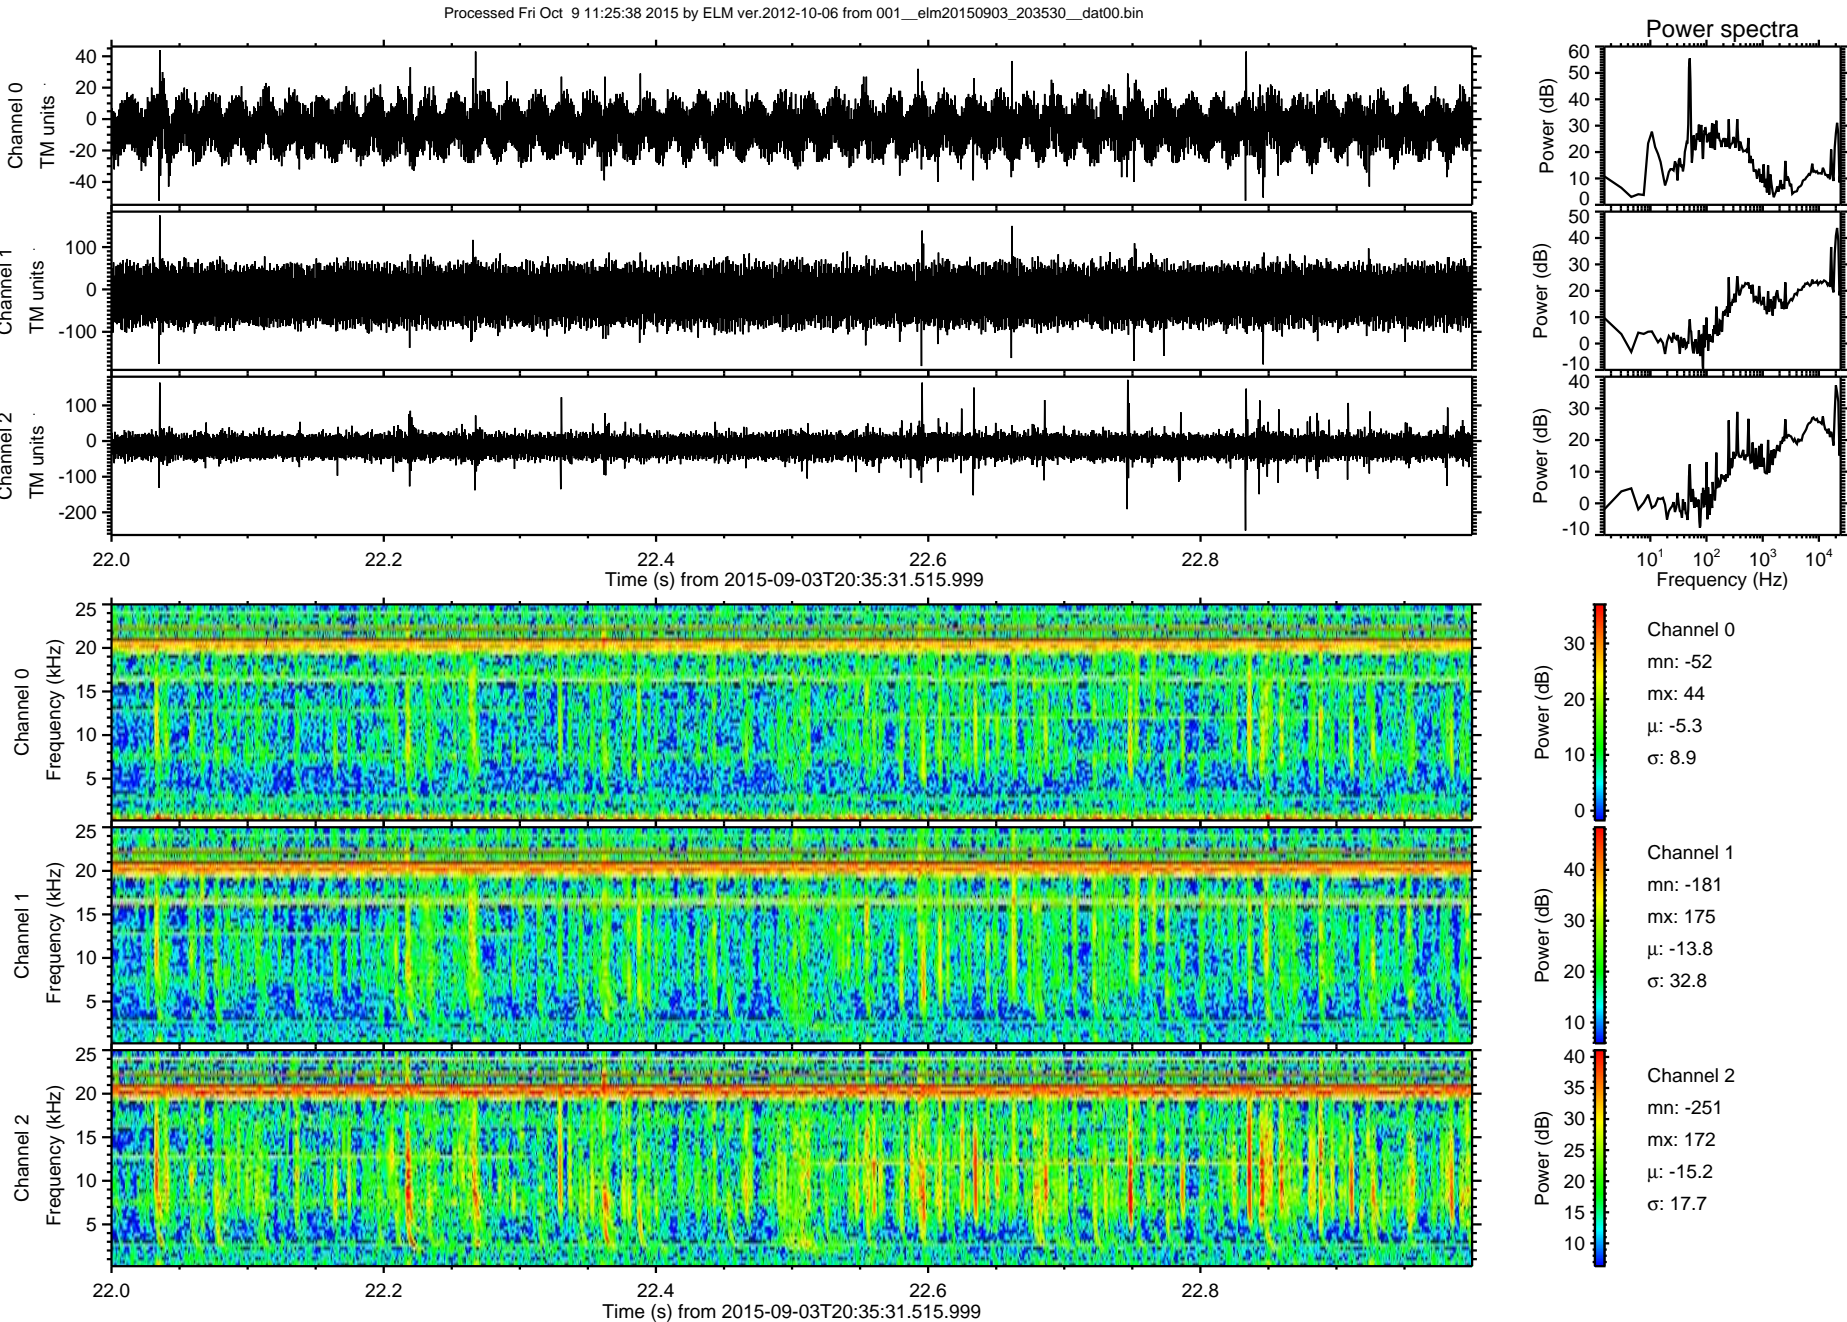 Processed Fri Oct  9 11:25:38 2015 by ELM ver.2012-10-06 from 001__elm20150903_203530__dat00.bin
Power spectra
Channel 0
TM units
40
20
0
-20
-40
Power (dB)
60
50
40
30
20
10
0
Channel 1
TM units
100
0
-100
Power (dB)
50
40
30
20
10
0
-10
Channel 2
TM units
100
0
-100
-200
Power (dB)
40
30
20
10
0
-10
22.0 22.2 22.4 22.6 22.8
Time (s) from 2015-09-03T20:35:31.515.999
10^1 10^2 10^3 10^4
Frequency (Hz)
Channel 0
Frequency (kHz)
25
20
15
10
5
Power (dB)
30
20
10
0
Channel 0
mn: -52
mx: 44
μ: -5.3
σ: 8.9
Channel 1
Frequency (kHz)
25
20
15
10
5
Power (dB)
40
30
20
10
Channel 1
mn: -181
mx: 175
μ: -13.8
σ: 32.8
Channel 2
Frequency (kHz)
25
20
15
10
5
Power (dB)
40
35
30
25
20
15
10
Channel 2
mn: -251
mx: 172
μ: -15.2
σ: 17.7
22.0 22.2 22.4 22.6 22.8
Time (s) from 2015-09-03T20:35:31.515.999